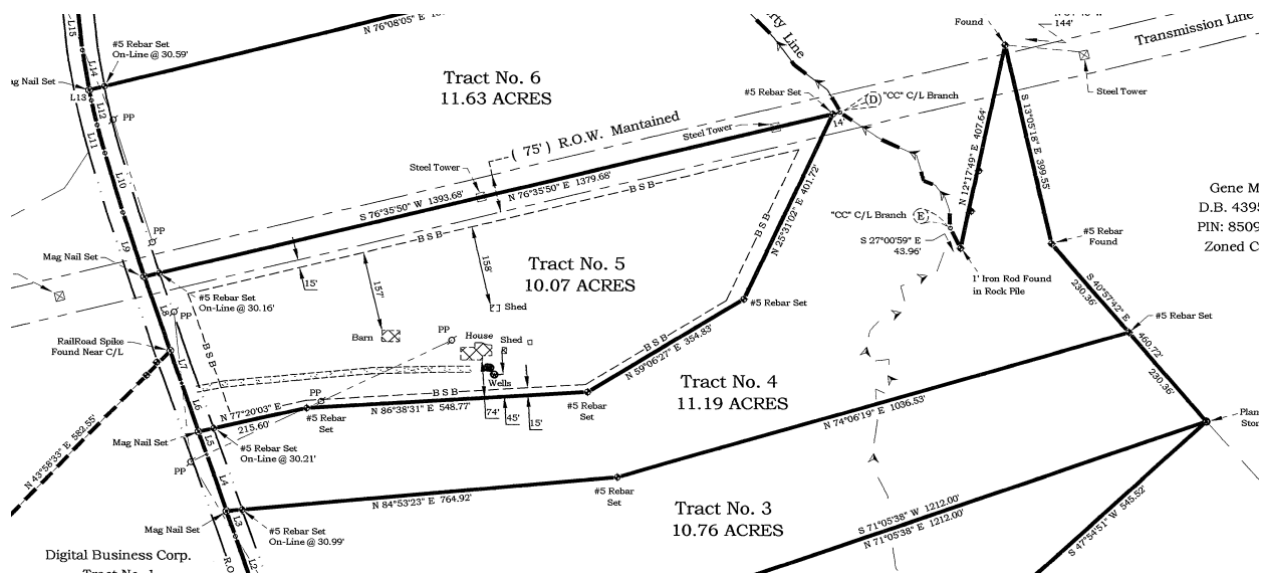 L15
N 76°08'05" E
#5 Rebar Set
On-Line @ 30.59'
L14
Mag Nail Set
L13
L12
PP
L11
L10
L9
Tract No. 6
11.63 ACRES
Line
#5 Rebar Set
D
"CC" C/L Branch
14'
Found
144'
Transmission Line
Steel Tower
( 75' ) R.O.W. Mantained
Steel Tower
Steel Tower
S 76°35'50" W 1393.68'
N 76°35'50" E 1379.68'
B S B
B S B
PP
Mag Nail Set
#5 Rebar Set
On-Line @ 30.16'
15'
157'
158'
Tract No. 5
10.07 ACRES
N 25°31'02" E 401.72'
B S B
N 12°17'49" E 407.64'
S 13°05'18" E 399.55'
"CC" C/L Branch
E
S 27°00'59" E
43.96'
1' Iron Rod Found
in Rock Pile
#5 Rebar
Found
Gene M
D.B. 439
PIN: 8509
Zoned C
L8
PP
RailRoad Spike
Found Near C/L
L7
B S B
Barn
PP
House
Shed
Shed
Wells
#5 Rebar Set
N 59°06'27" E 354.83'
B S B
S 40°57'42" E
460.72'
230.36'
230.36'
#5 Rebar Set
L6
PP
B S B
N 77°20'03" E
215.60'
#5 Rebar
Set
N 86°38'31" E 548.77'
74'
45'
15'
#5 Rebar
Set
Tract No. 4
11.19 ACRES
N 74°06'19" E 1036.53'
Mag Nail Set
L5
#5 Rebar Set
On-Line @ 30.21'
PP
N 43°58'33" E 582.55'
L4
N 84°53'23" E 764.92'
#5 Rebar
Set
Mag Nail Set
L3
#5 Rebar Set
On-Line @ 30.99'
Tract No. 3
10.76 ACRES
S 71°05'38" W 1212.00'
N 71°05'38" E 1212.00'
S 47°54'51" W 545.52'
Digital Business Corp.
R.O
L2